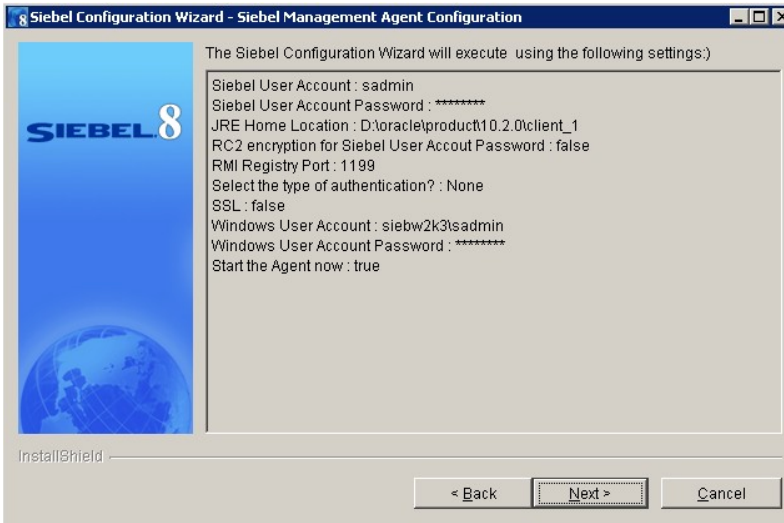 Siebel Configuration Wizard - Siebel Management Agent Configuration
The Siebel Configuration Wizard will execute using the following settings:)
SIEBEL.8
Siebel User Account : sadmin
Siebel User Account Password : ********
JRE Home Location : D:\oracle\product\10.2.0\client_1
RC2 encryption for Siebel User Accout Password : false
RMI Registry Port : 1199
Select the type of authentication? : None
SSL : false
Windows User Account : siebw2k3\sadmin
Windows User Account Password : ********
Start the Agent now : true
InstallShield
< Back
Next >
Cancel